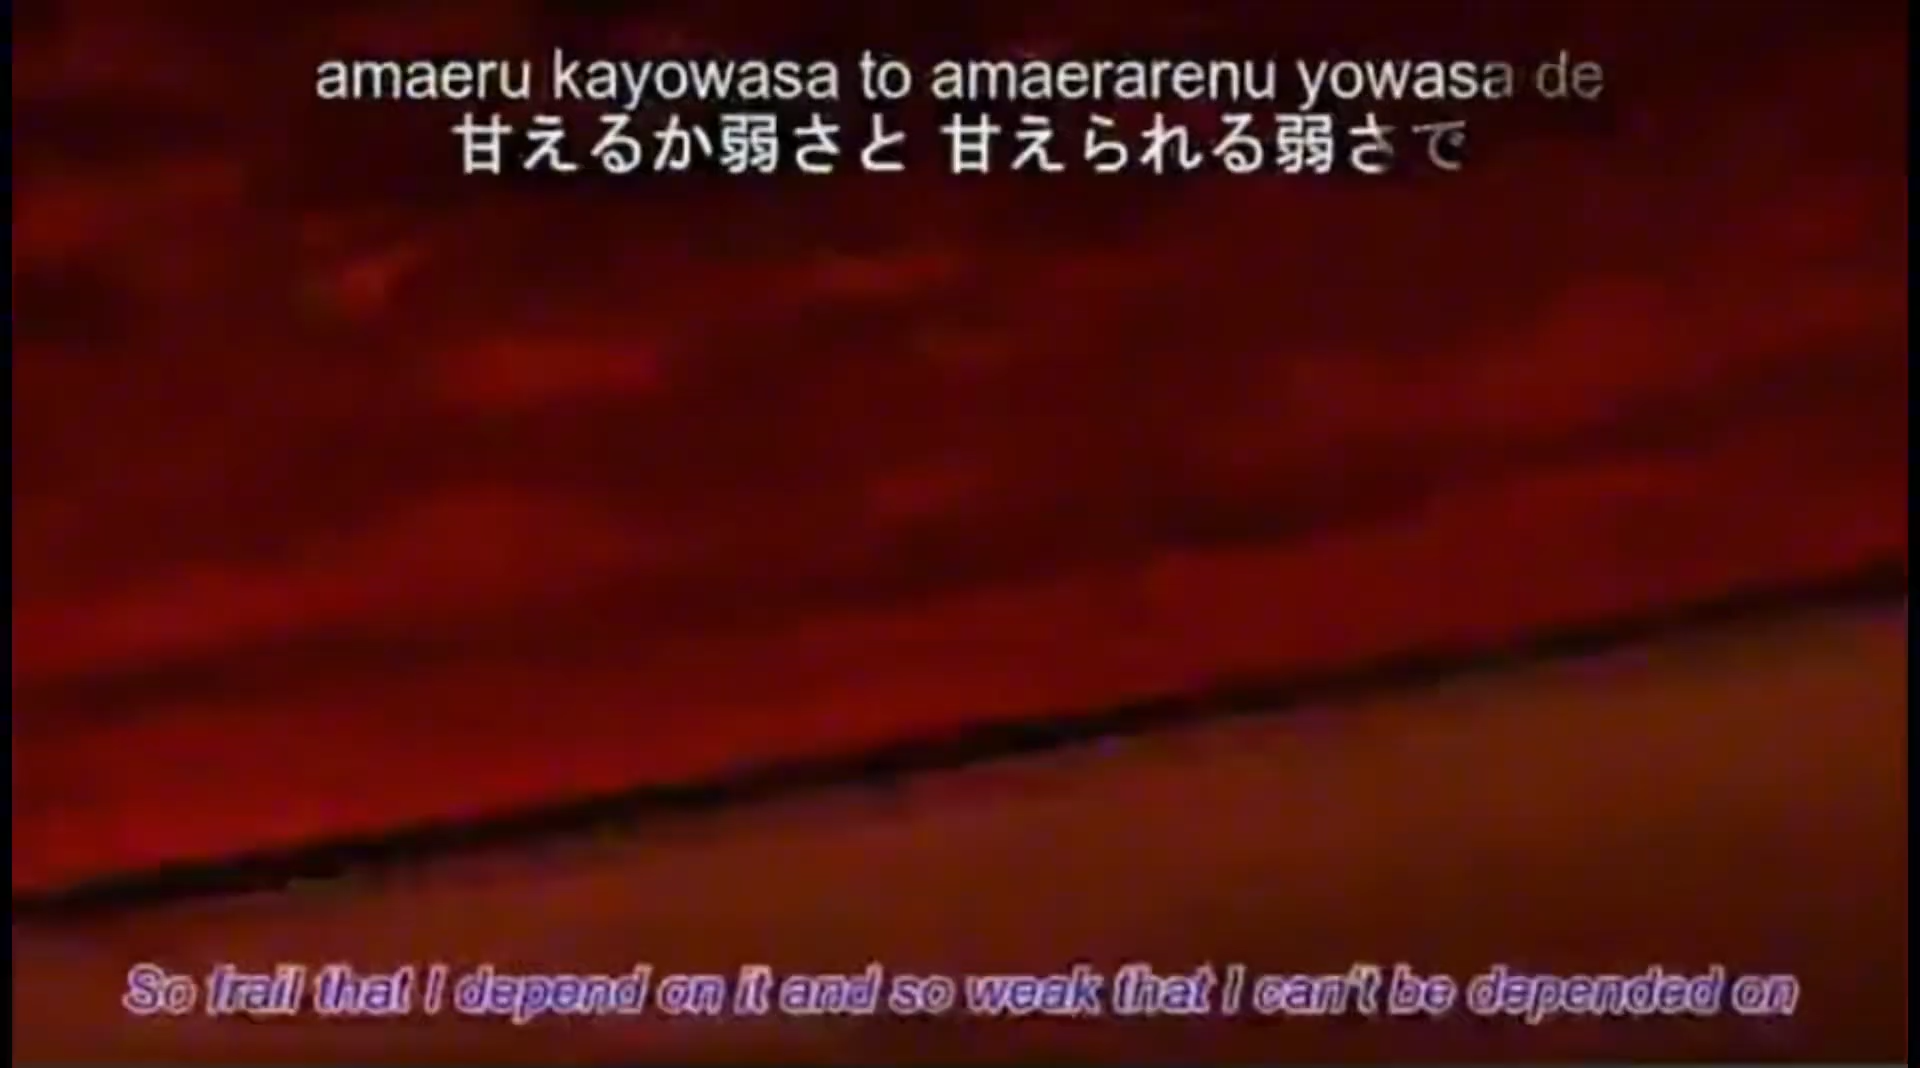 amaeru kayowasa to amaerarenu yowasa de
甘えるか弱さと 甘えられる弱さで
So frail that I depend on it and so weak that I can't be depended on